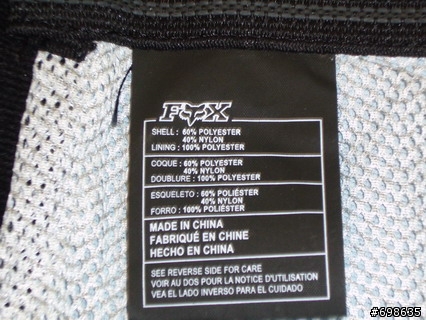 FOX
SHELL : 60% POLYESTER
40% NYLON
LINING : 100% POLYESTER
COQUE : 60% POLYESTER
40% NYLON
DOUBLURE : 100% POLYESTER
ESQUELETO : 60% POLIÉSTER
40% NYLON
FORRO : 100% POLIÉSTER
MADE IN CHINA
FABRIQUÉ EN CHINE
HECHO EN CHINA
SEE REVERSE SIDE FOR CARE
VOIR AU DOS POUR LA NOTICE D'UTILISATION
VEA EL LADO INVERSO PARA EL CUIDADO
#698635